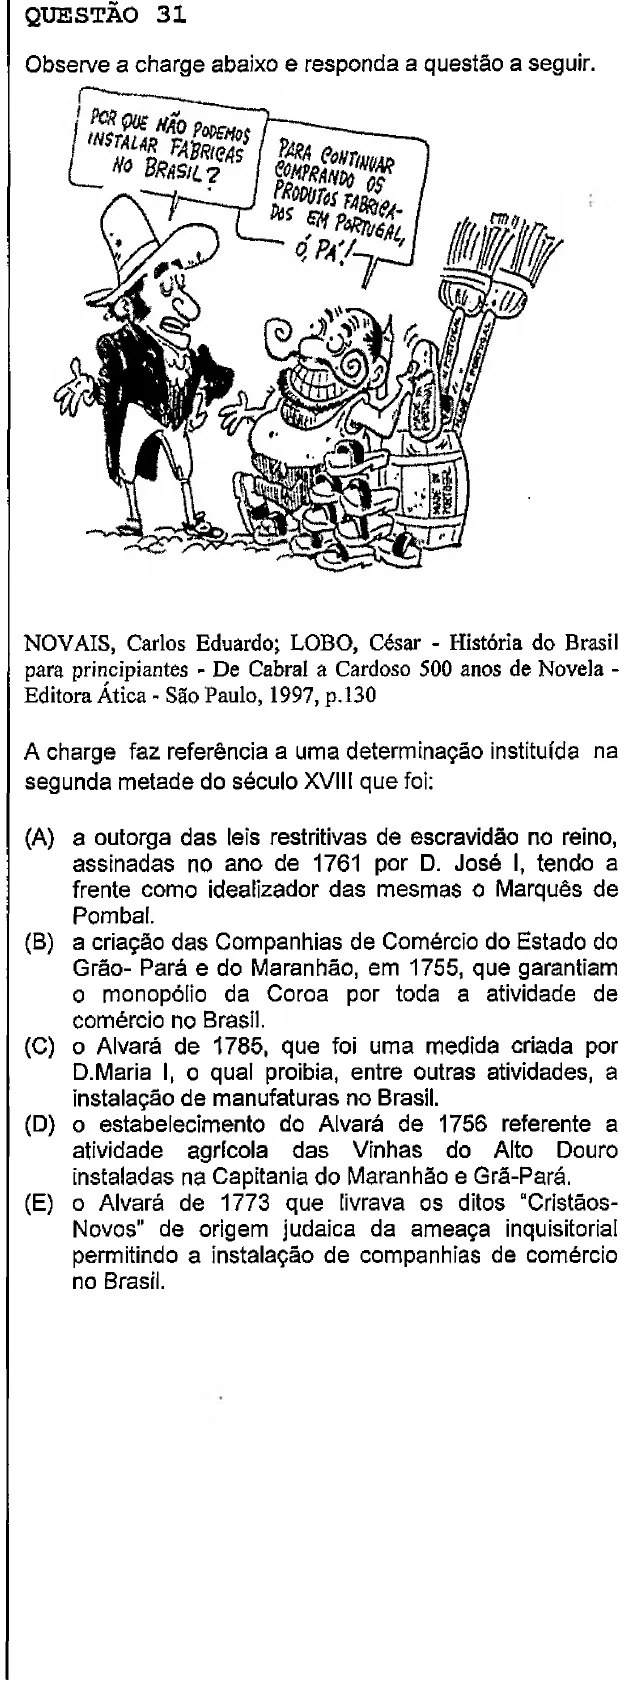 QUESTÃO 31
Observe a charge abaixo e responda a questão a seguir.
POR QUE NÃO PODEMOS
INSTALAR FÁBRICAS
NO BRASIL?
PARA CONTINUAR
COMPRANDO OS
PRODUTOS FABRICA-
DOS EM PORTUGAL,
Ó, PÁ!
MADE IN PORTUGAL
NOVAIS, Carlos Eduardo; LOBO, César - História do Brasil
para principiantes - De Cabral a Cardoso 500 anos de Novela -
Editora Ática - São Paulo, 1997, p.130
A charge faz referência a uma determinação instituída na
segunda metade do século XVIII que foi:
(A) a outorga das leis restritivas de escravidão no reino,
assinadas no ano de 1761 por D. José I, tendo a
frente como idealizador das mesmas o Marquês de
Pombal.
(B) a criação das Companhias de Comércio do Estado do
Grão- Pará e do Maranhão, em 1755, que garantiam
o monopólio da Coroa por toda a atividade de
comércio no Brasil.
(C) o Alvará de 1785, que foi uma medida criada por
D.Maria I, o qual proibia, entre outras atividades, a
instalação de manufaturas no Brasil.
(D) o estabelecimento do Alvará de 1756 referente a
atividade agrícola das Vinhas do Alto Douro
instaladas na Capitania do Maranhão e Grã-Pará.
(E) o Alvará de 1773 que livrava os ditos "Cristãos-
Novos" de origem judaica da ameaça inquisitorial
permitindo a instalação de companhias de comércio
no Brasil.